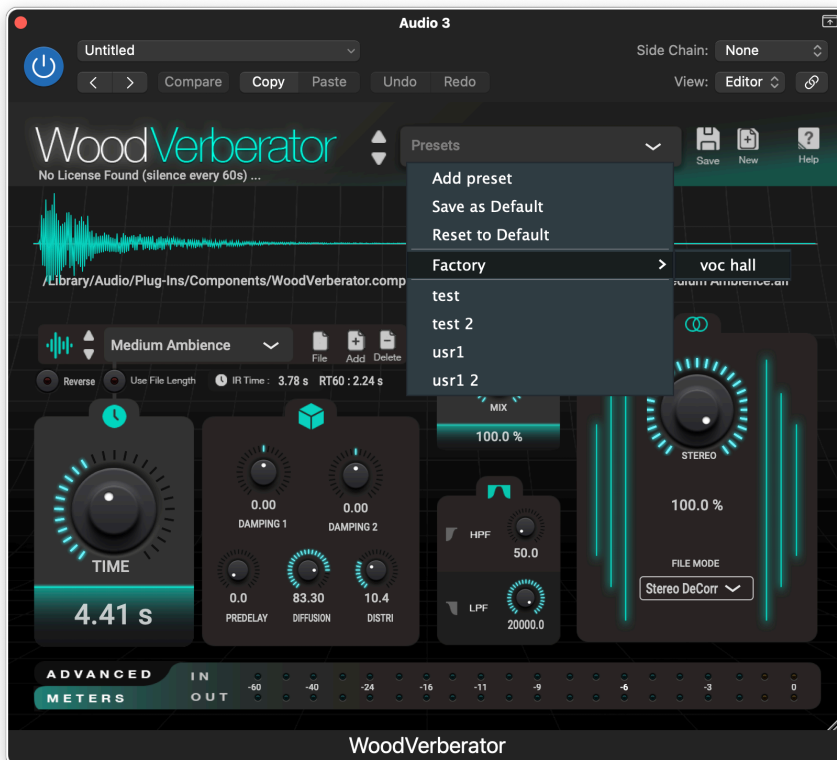 Audio 3
Untitled
Side Chain: None
Compare Copy Paste Undo Redo
View: Editor
WoodVerberator
No License Found (silence every 60s) ...
Presets
Save New Help
Add preset
Save as Default
Reset to Default
Factory
voc hall
test
test 2
usr1
usr1 2
/Library/Audio/Plug-Ins/Components/WoodVerberator.comp
Medium Ambience.aif
Medium Ambience
File Add Delete
Reverse Use File Length IR Time : 3.78 s RT60 : 2.24 s
MIX
100.0 %
STEREO
100.0 %
FILE MODE
Stereo DeCorr
TIME
4.41 s
0.00 0.00
DAMPING 1 DAMPING 2
0.0 83.30 10.4
PREDELAY DIFFUSION DISTRI
HPF
50.0
LPF
20000.0
ADVANCED
METERS
IN
OUT
-60 -40 -24 -16 -11 -9 -6 -3 0
WoodVerberator